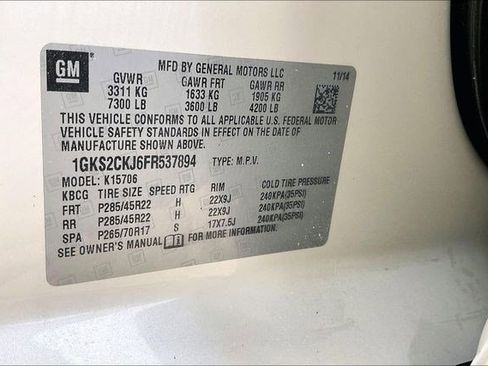 GM
MFD BY GENERAL MOTORS LLC
11/14
GVWR GAWR FRT GAWR RR
3311 KG 1633 KG 1905 KG
7300 LB 3600 LB 4200 LB
THIS VEHICLE CONFORMS TO ALL APPLICABLE U.S. FEDERAL MOTOR
VEHICLE SAFETY STANDARDS IN EFFECT ON THE DATE OF
MANUFACTURE SHOWN ABOVE.
1GKS2CKJ6FR537894 TYPE: M.P.V.
MODEL: K15706
KBCG TIRE SIZE SPEED RTG RIM COLD TIRE PRESSURE
FRT P285/45R22 H 22X9J 240KPA(35PSI)
RR P285/45R22 H 22X9J 240KPA(35PSI)
SPA P265/70R17 S 17X7.5J 240KPA(35PSI)
SEE OWNER'S MANUAL FOR MORE INFORMATION.